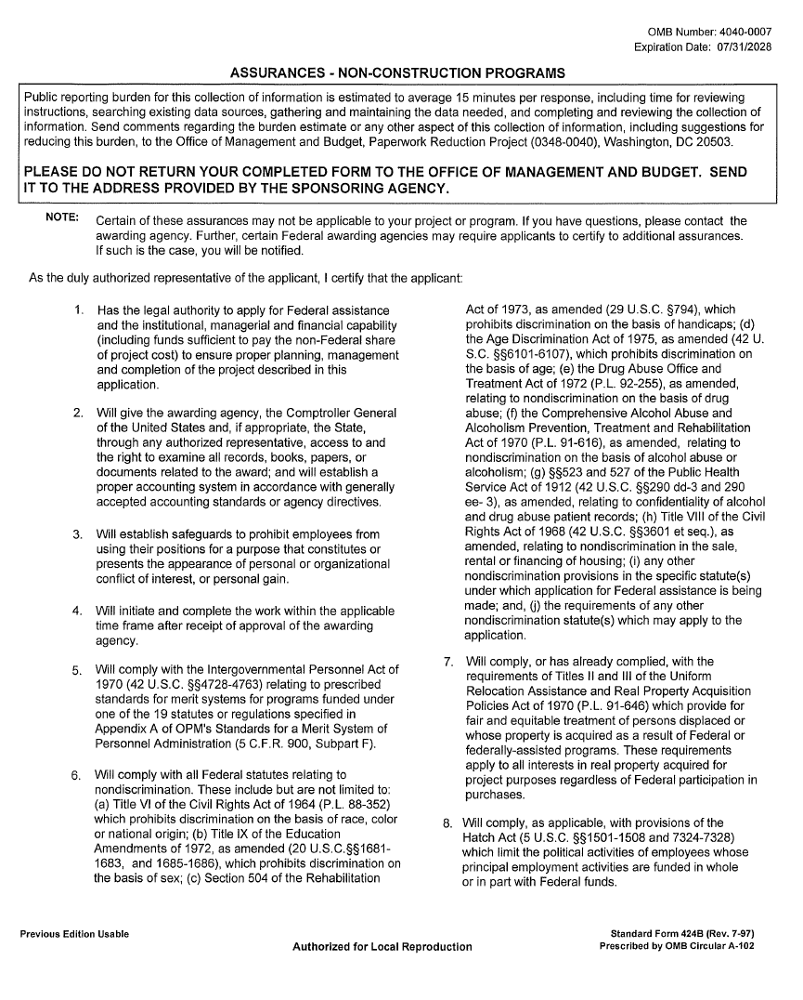 OMB Number: 4040-0007
Expiration Date: 07/31/2028
ASSURANCES - NON-CONSTRUCTION PROGRAMS
Public reporting burden for this collection of information is estimated to average 15 minutes per response, including time for reviewing
instructions, searching existing data sources, gathering and maintaining the data needed, and completing and reviewing the collection of
information. Send comments regarding the burden estimate or any other aspect of this collection of information, including suggestions for
reducing this burden, to the Office of Management and Budget, Paperwork Reduction Project (0348-0040), Washington, DC 20503.
PLEASE DO NOT RETURN YOUR COMPLETED FORM TO THE OFFICE OF MANAGEMENT AND BUDGET. SEND
IT TO THE ADDRESS PROVIDED BY THE SPONSORING AGENCY.
NOTE: Certain of these assurances may not be applicable to your project or program. If you have questions, please contact the
awarding agency. Further, certain Federal awarding agencies may require applicants to certify to additional assurances.
If such is the case, you will be notified.
As the duly authorized representative of the applicant, I certify that the applicant:
1. Has the legal authority to apply for Federal assistance
and the institutional, managerial and financial capability
(including funds sufficient to pay the non-Federal share
of project cost) to ensure proper planning, management
and completion of the project described in this
application.
2. Will give the awarding agency, the Comptroller General
of the United States and, if appropriate, the State,
through any authorized representative, access to and
the right to examine all records, books, papers, or
documents related to the award; and will establish a
proper accounting system in accordance with generally
accepted accounting standards or agency directives.
3. Will establish safeguards to prohibit employees from
using their positions for a purpose that constitutes or
presents the appearance of personal or organizational
conflict of interest, or personal gain.
4. Will initiate and complete the work within the applicable
time frame after receipt of approval of the awarding
agency.
5. Will comply with the Intergovernmental Personnel Act of
1970 (42 U.S.C. §§4728-4763) relating to prescribed
standards for merit systems for programs funded under
one of the 19 statutes or regulations specified in
Appendix A of OPM's Standards for a Merit System of
Personnel Administration (5 C.F.R. 900, Subpart F).
6. Will comply with all Federal statutes relating to
nondiscrimination. These include but are not limited to:
(a) Title VI of the Civil Rights Act of 1964 (P.L. 88-352)
which prohibits discrimination on the basis of race, color
or national origin; (b) Title IX of the Education
Amendments of 1972, as amended (20 U.S.C.§§1681-
1683, and 1685-1686), which prohibits discrimination on
the basis of sex; (c) Section 504 of the Rehabilitation
Act of 1973, as amended (29 U.S.C. §794), which
prohibits discrimination on the basis of handicaps; (d)
the Age Discrimination Act of 1975, as amended (42 U.
S.C. §§6101-6107), which prohibits discrimination on
the basis of age; (e) the Drug Abuse Office and
Treatment Act of 1972 (P.L. 92-255), as amended,
relating to nondiscrimination on the basis of drug
abuse; (f) the Comprehensive Alcohol Abuse and
Alcoholism Prevention, Treatment and Rehabilitation
Act of 1970 (P.L. 91-616), as amended, relating to
nondiscrimination on the basis of alcohol abuse or
alcoholism; (g) §§523 and 527 of the Public Health
Service Act of 1912 (42 U.S.C. §§290 dd-3 and 290
ee- 3), as amended, relating to confidentiality of alcohol
and drug abuse patient records; (h) Title VIII of the Civil
Rights Act of 1968 (42 U.S.C. §§3601 et seq.), as
amended, relating to nondiscrimination in the sale,
rental or financing of housing; (i) any other
nondiscrimination provisions in the specific statute(s)
under which application for Federal assistance is being
made; and, (j) the requirements of any other
nondiscrimination statute(s) which may apply to the
application.
7. Will comply, or has already complied, with the
requirements of Titles II and III of the Uniform
Relocation Assistance and Real Property Acquisition
Policies Act of 1970 (P.L. 91-646) which provide for
fair and equitable treatment of persons displaced or
whose property is acquired as a result of Federal or
federally-assisted programs. These requirements
apply to all interests in real property acquired for
project purposes regardless of Federal participation in
purchases.
8. Will comply, as applicable, with provisions of the
Hatch Act (5 U.S.C. §§1501-1508 and 7324-7328)
which limit the political activities of employees whose
principal employment activities are funded in whole
or in part with Federal funds.
Previous Edition Usable
Authorized for Local Reproduction
Standard Form 424B (Rev. 7-97)
Prescribed by OMB Circular A-102